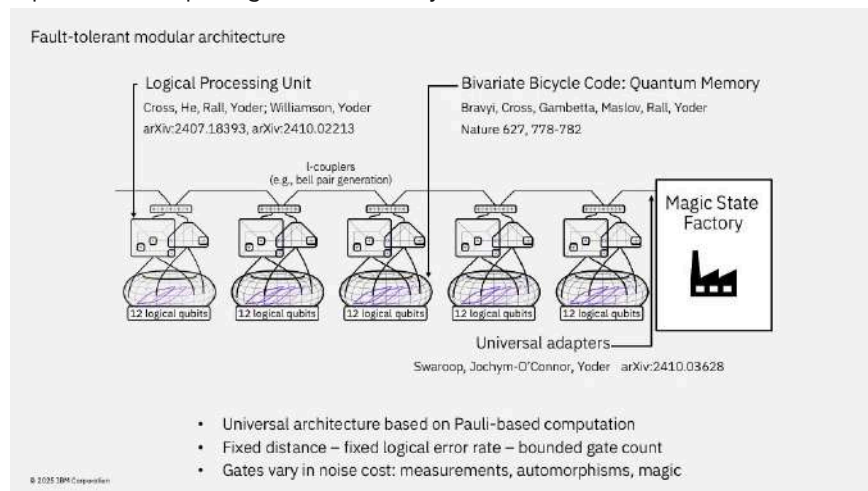 Fault-tolerant modular architecture
Logical Processing Unit
Cross, He, Rall, Yoder; Williamson, Yoder
arXiv:2407.18393, arXiv:2410.02213
Bivariate Bicycle Code: Quantum Memory
Bravyi, Cross, Gambetta, Maslov, Rall, Yoder
Nature 627, 778-782
l-couplers
(e.g., bell pair generation)
Magic State
Factory
12 logical qubits
12 logical qubits
12 logical qubits
12 logical qubits
12 logical qubits
Universal adapters
Swaroop, Jochym-O'Connor, Yoder arXiv:2410.03628
• Universal architecture based on Pauli-based computation
• Fixed distance – fixed logical error rate – bounded gate count
• Gates vary in noise cost: measurements, automorphisms, magic
© 2025 IBM Corporation